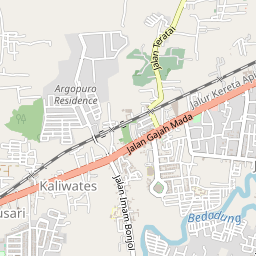 Jalan Teratai
Argopuro
Residence
Jalur Kereta Api
Jalan Gajah Mada
Kaliwates
Jalan Imam Bonjol
usari
Bedadung